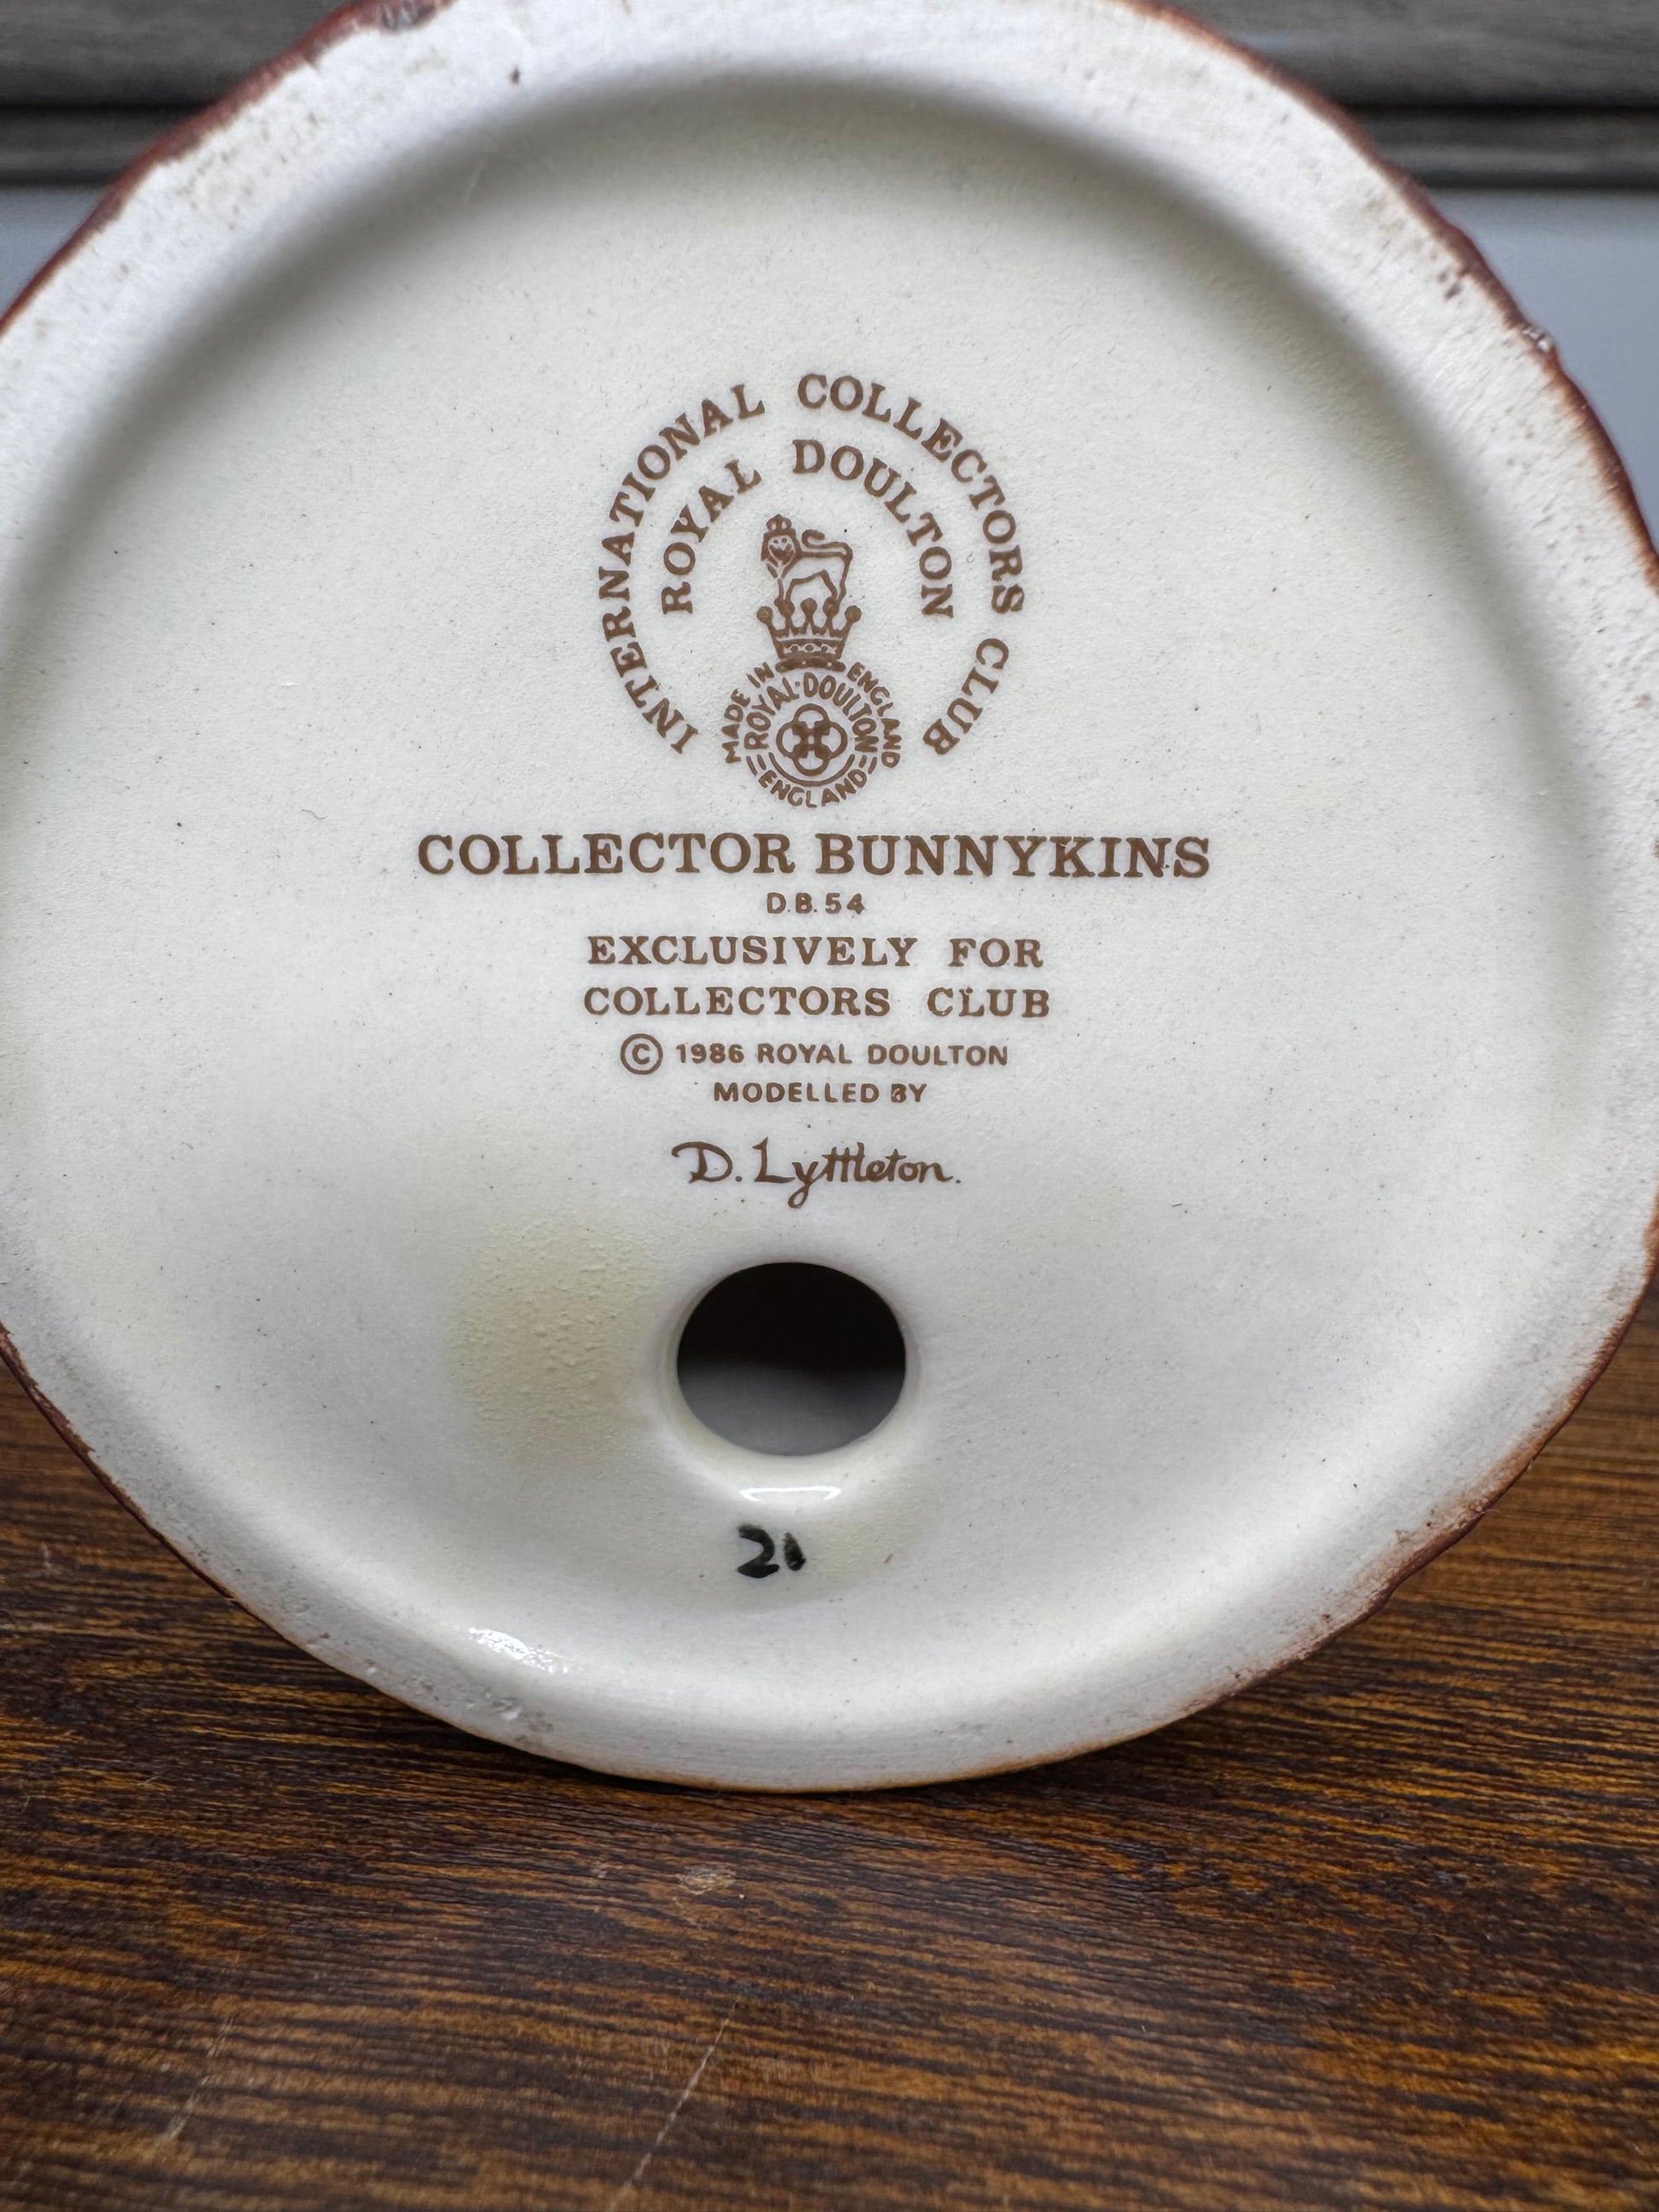 INTERNATIONAL COLLECTORS CLUB
ROYAL DOULTON
MADE IN ENGLAND
ROYAL·DOULTON
ENGLAND
COLLECTOR BUNNYKINS
D.B. 54
EXCLUSIVELY FOR
COLLECTORS CLUB
© 1986 ROYAL DOULTON
MODELLED BY
D. Lyttleton.
21